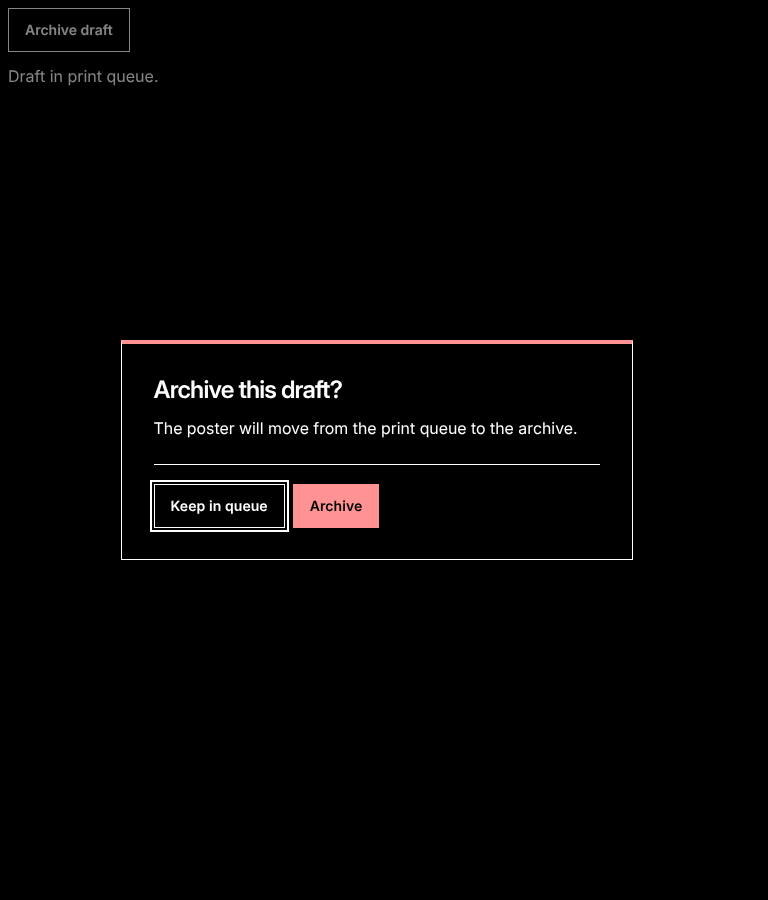 Archive draft
Draft in print queue.
Archive this draft?
The poster will move from the print queue to the archive.
Keep in queue Archive